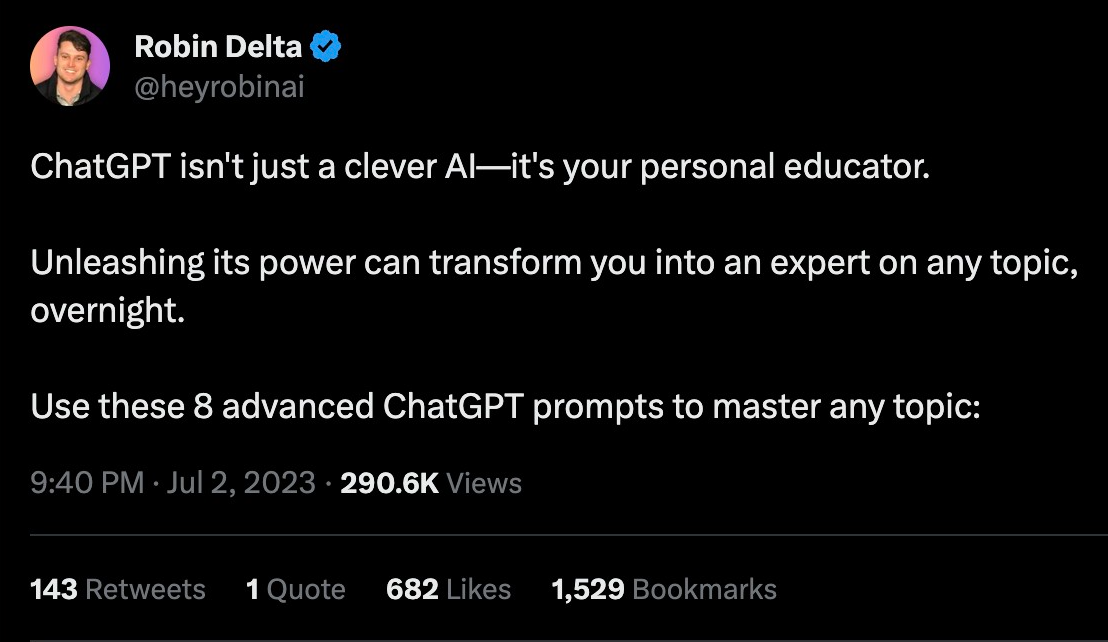 Robin Delta
@heyrobinai
ChatGPT isn't just a clever AI—it's your personal educator.
Unleashing its power can transform you into an expert on any topic,
overnight.
Use these 8 advanced ChatGPT prompts to master any topic:
9:40 PM · Jul 2, 2023 · 290.6K Views
143 Retweets 1 Quote 682 Likes 1,529 Bookmarks